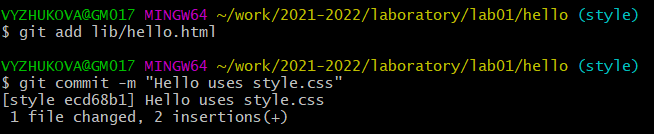 VYZHUKOVA@GM017 MINGW64 ~/work/2021-2022/laboratory/lab01/hello (style)
$ git add lib/hello.html
VYZHUKOVA@GM017 MINGW64 ~/work/2021-2022/laboratory/lab01/hello (style)
$ git commit -m "Hello uses style.css"
[style ecd68b1] Hello uses style.css
 1 file changed, 2 insertions(+)